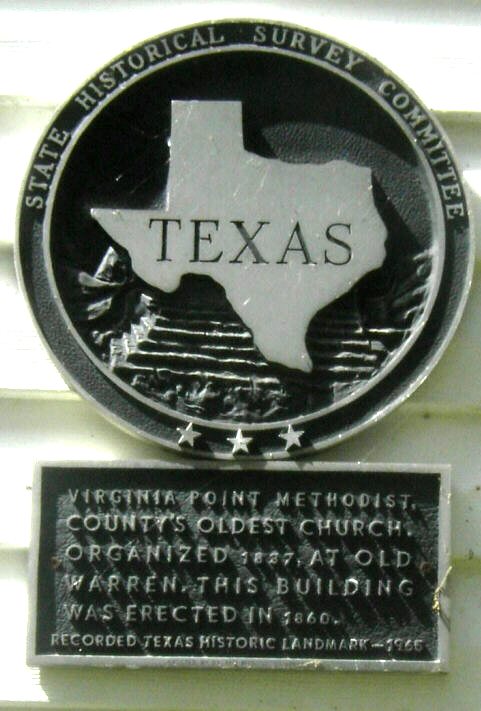 STATE HISTORICAL SURVEY COMMITTEE
TEXAS
VIRGINIA POINT METHODIST,
COUNTY'S OLDEST CHURCH.
ORGANIZED 1837, AT OLD
WARREN. THIS BUILDING
WAS ERECTED IN 1860.
RECORDED TEXAS HISTORIC LANDMARK—1965